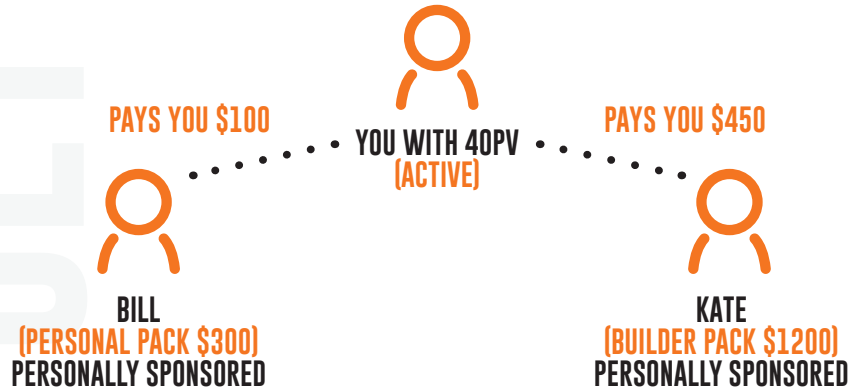 PAYS YOU $100
PAYS YOU $450
YOU WITH 40PV
(ACTIVE)
BILL
(PERSONAL PACK $300)
PERSONALLY SPONSORED
KATE
(BUILDER PACK $1200)
PERSONALLY SPONSORED